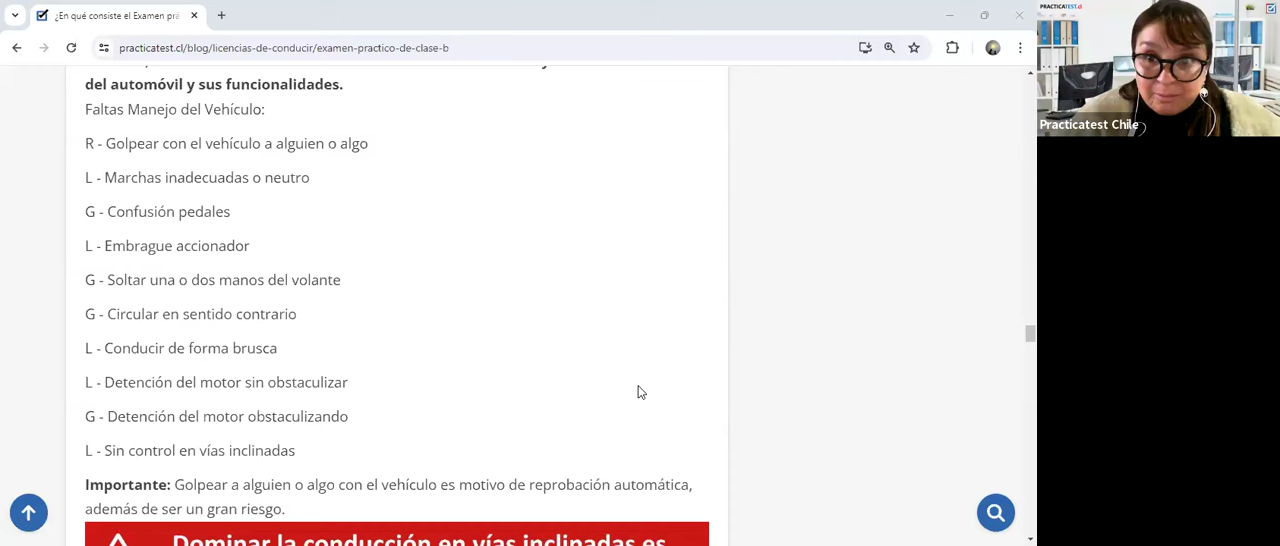 ¿En qué consiste el Examen prá
practicatest.cl/blog/licencias-de-conducir/examen-practico-de-clase-b
PRACTICATEST.cl
Practicatest Chile
del automóvil y sus funcionalidades.
Faltas Manejo del Vehículo:
R - Golpear con el vehículo a alguien o algo
L - Marchas inadecuadas o neutro
G - Confusión pedales
L - Embrague accionador
G - Soltar una o dos manos del volante
G - Circular en sentido contrario
L - Conducir de forma brusca
L - Detención del motor sin obstaculizar
G - Detención del motor obstaculizando
L - Sin control en vías inclinadas
Importante: Golpear a alguien o algo con el vehículo es motivo de reprobación automática,
además de ser un gran riesgo.
Dominar la conducción en vías inclinadas es